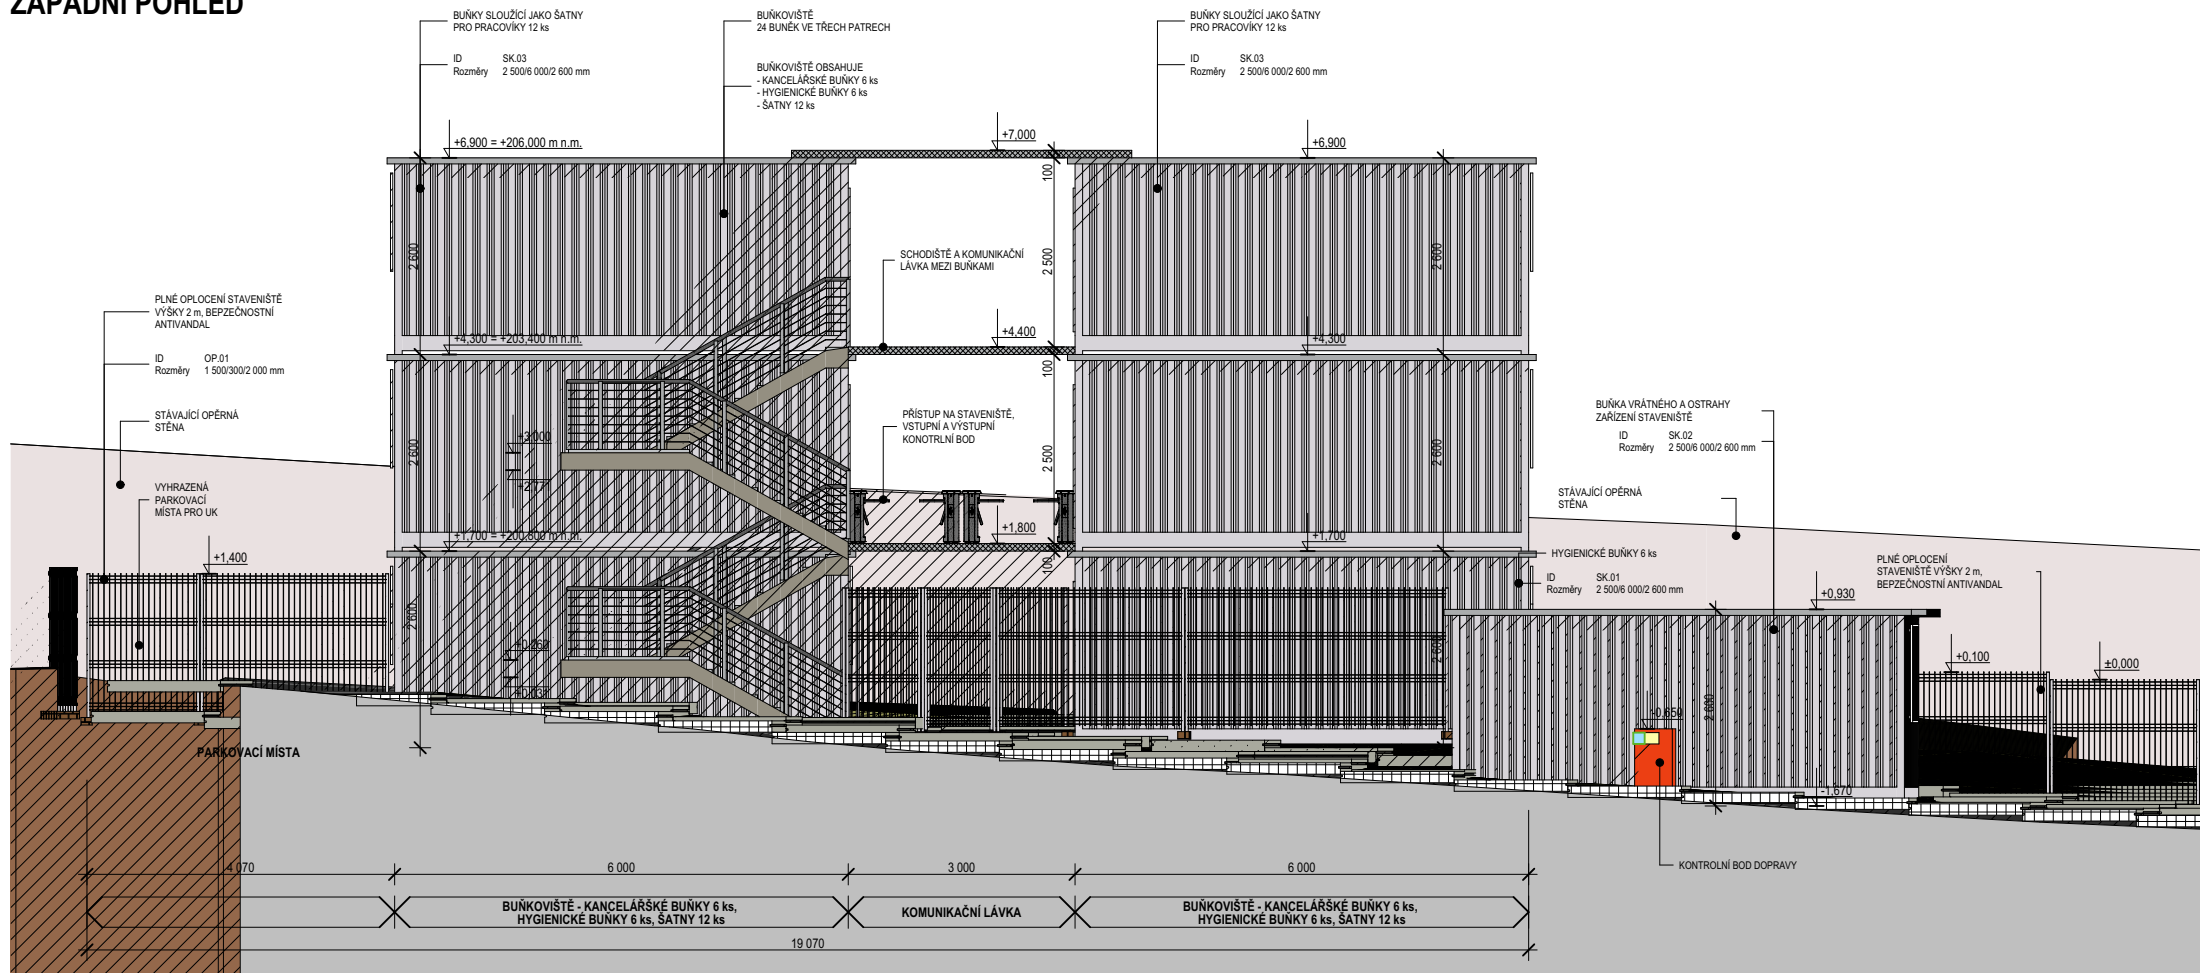 ZÁPADNÍ POHLED
BUŇKY SLOUŽÍCÍ JAKO ŠATNY
PRO PRACOVÍKY 12 ks
ID SK.03
Rozměry 2 500/6 000/2 600 mm
BUŇKOVIŠTĚ
24 BUNĚK VE TŘECH PATRECH
BUŇKOVIŠTĚ OBSAHUJE
- KANCELÁŘSKÉ BUŇKY 6 ks
- HYGIENICKÉ BUŇKY 6 ks
- ŠATNY 12 ks
BUŇKY SLOUŽÍCÍ JAKO ŠATNY
PRO PRACOVÍKY 12 ks
ID SK.03
Rozměry 2 500/6 000/2 600 mm
+6,900 = +206,000 m n.m.
+7,000
+6,900
100
2 600
2 500
2 600
SCHODIŠTĚ A KOMUNIKAČNÍ
LÁVKA MEZI BUŇKAMI
PLNÉ OPLOCENÍ STAVENIŠTĚ
VÝŠKY 2 m, BEPZEČNOSTNÍ
ANTIVANDAL
ID OP.01
Rozměry 1 500/300/2 000 mm
+4,300 = +203,400 m n.m.
+4,400
+4,300
100
STÁVAJÍCÍ OPĚRNÁ
STĚNA
PŘÍSTUP NA STAVENIŠTĚ,
VSTUPNÍ A VÝSTUPNÍ
KONOTRLNÍ BOD
BUŇKA VRÁTNÉHO A OSTRAHY
ZAŘÍZENÍ STAVENIŠTĚ
ID SK.02
Rozměry 2 500/6 000/2 600 mm
+3,000
2 600
2 500
2 600
VYHRAZENÁ
PARKOVACÍ
MÍSTA PRO UK
STÁVAJÍCÍ OPĚRNÁ
STĚNA
+1,700 = +200,800 m n.m.
+1,800
+1,700
100
+1,400
HYGIENICKÉ BUŇKY 6 ks
ID SK.01
Rozměry 2 500/6 000/2 600 mm
PLNÉ OPLOCENÍ
STAVENIŠTĚ VÝŠKY 2 m,
BEPZEČNOSTNÍ ANTIVANDAL
+0,930
2 600
+0,269
2 600
+0,100
±0,000
-0,650
2 600
-1,670
PARKOVACÍ MÍSTA
KONTROLNÍ BOD DOPRAVY
4 070
6 000
3 000
6 000
BUŇKOVIŠTĚ - KANCELÁŘŠKÉ BUŇKY 6 ks,
HYGIENICKÉ BUŇKY 6 ks, ŠATNY 12 ks
KOMUNIKAČNÍ LÁVKA
BUŇKOVIŠTĚ - KANCELÁŘŠKÉ BUŇKY 6 ks,
HYGIENICKÉ BUŇKY 6 ks, ŠATNY 12 ks
19 070